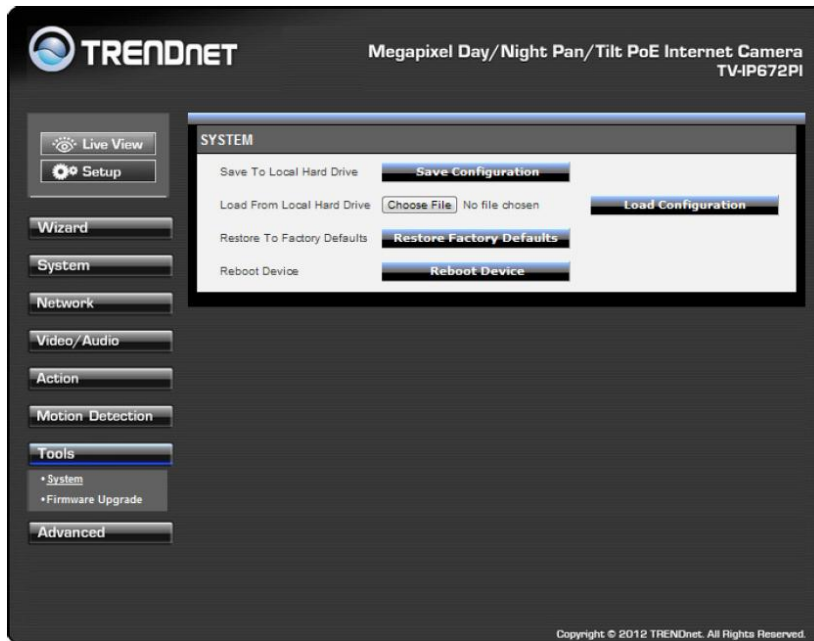 TRENDNET
Megapixel Day/Night Pan/Tilt PoE Internet Camera
TV-IP672PI
Live View
Setup
Wizard
System
Network
Video/Audio
Action
Motion Detection
Tools
•System
•Firmware Upgrade
Advanced
SYSTEM
Save To Local Hard Drive Save Configuration
Load From Local Hard Drive Choose File No file chosen Load Configuration
Restore To Factory Defaults Restore Factory Defaults
Reboot Device Reboot Device
Copyright © 2012 TRENDnet. All Rights Reserved.